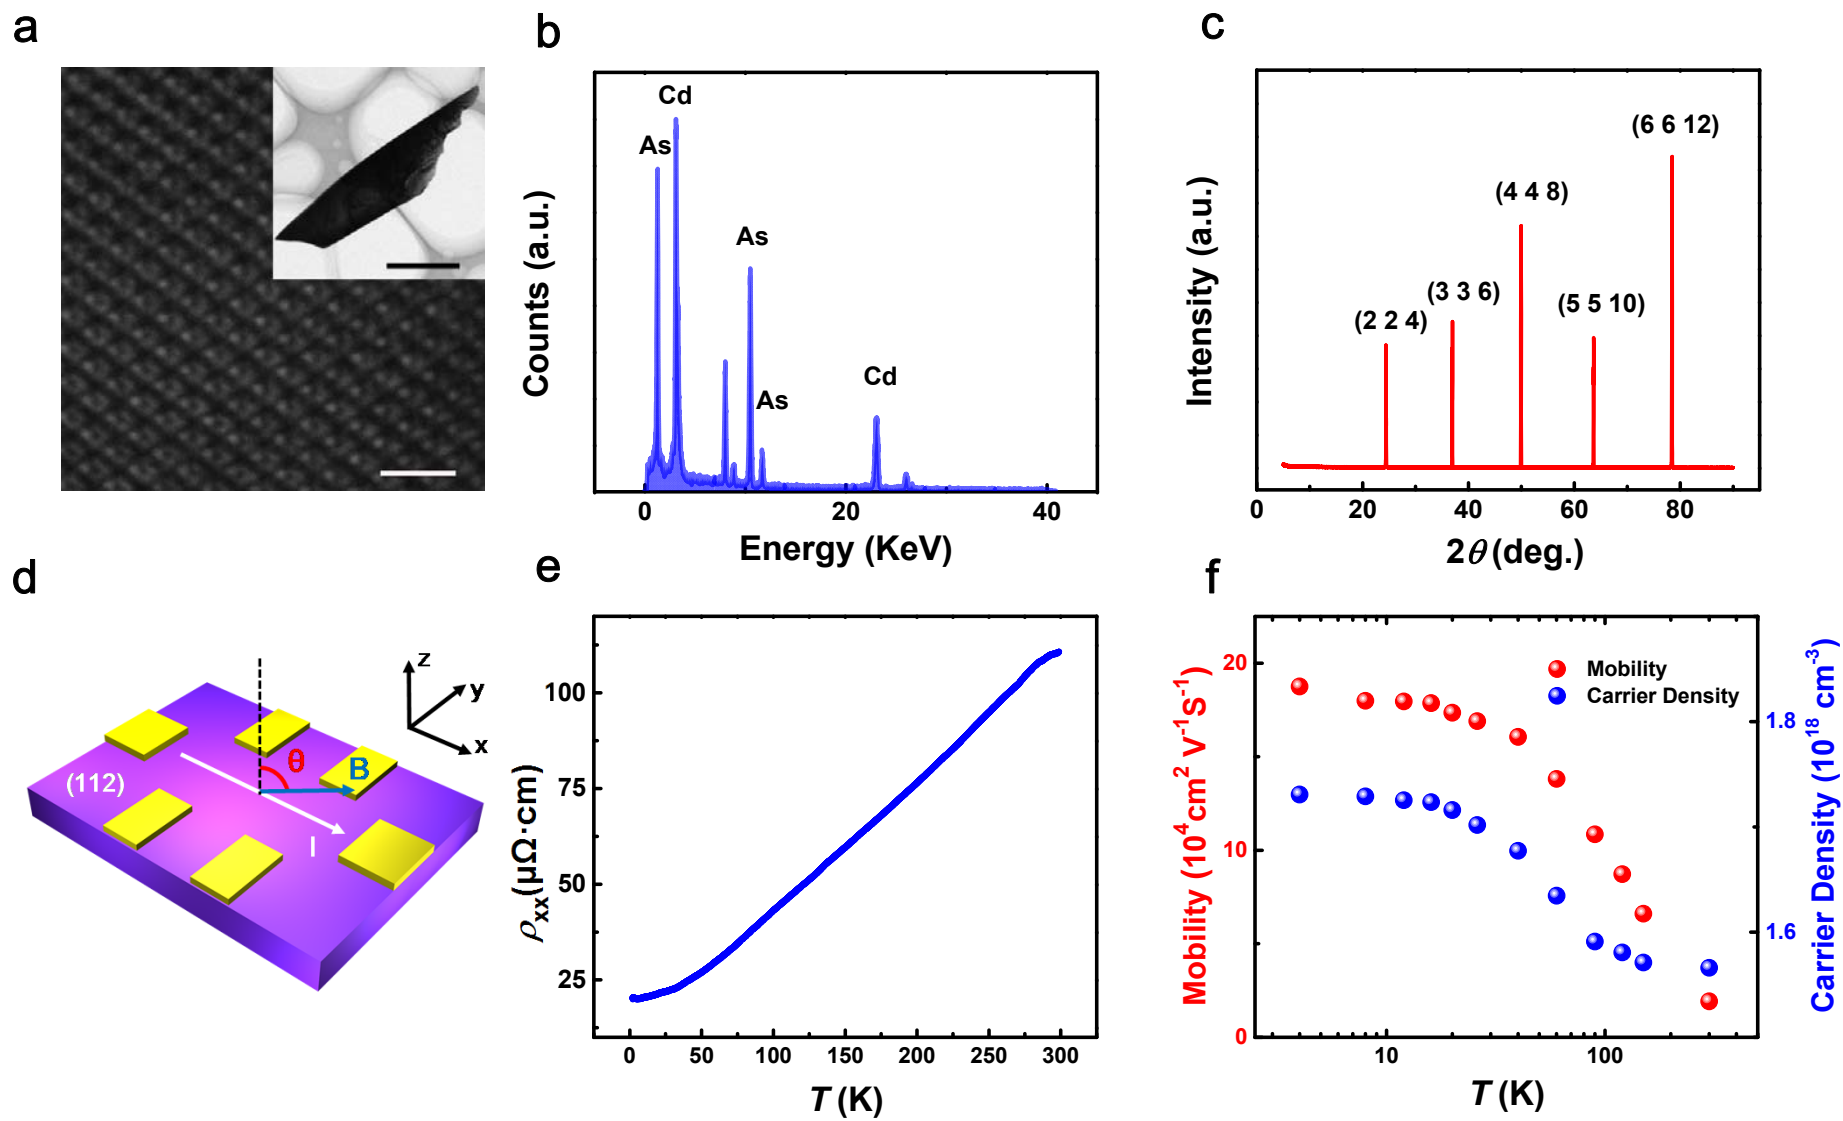 a
b
Cd
As
As
As
Cd
Counts (a.u.)
0
20
40
Energy (KeV)
c
(6 6 12)
(4 4 8)
(3 3 6)
(5 5 10)
(2 2 4)
Intensity (a.u.)
0
20
40
60
80
2θ (deg.)
d
z
y
x
θ
B
(112)
I
e
100
75
50
25
ρxx(μΩ·cm)
0
50
100
150
200
250
300
T (K)
f
Mobility
Carrier Density
20
10
0
Mobility (10⁴cm² V⁻¹S⁻¹)
1.8
1.6
Carrier Density (10¹⁸ cm⁻³)
10
100
T (K)